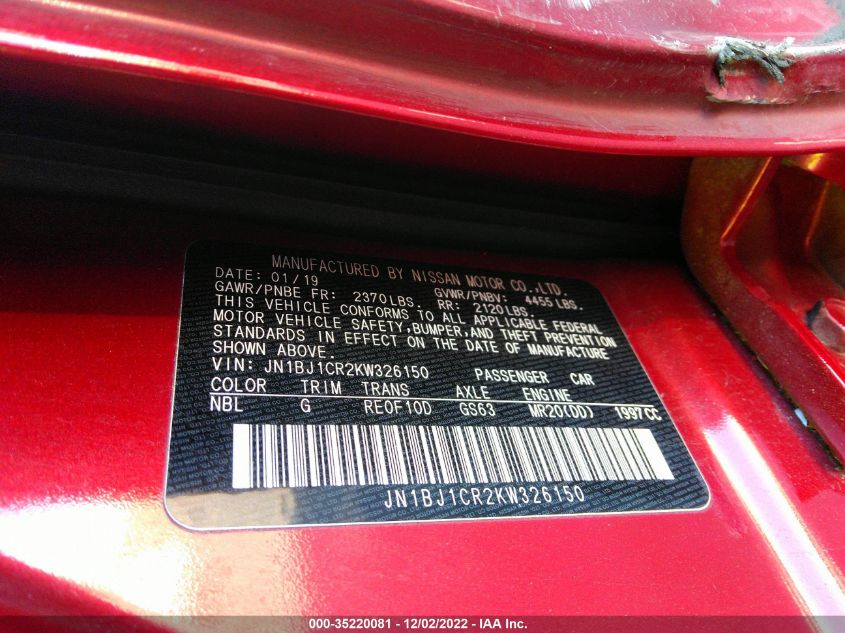 MANUFACTURED BY NISSAN MOTOR CO.,LTD.
DATE: 01/19
GAWR/PNBE FR: 2370LBS. GVWR/PNBV: 4455 LBS.
RR: 2120LBS.
THIS VEHICLE CONFORMS TO ALL APPLICABLE FEDERAL
MOTOR VEHICLE SAFETY,BUMPER,AND THEFT PREVENTION
STANDARDS IN EFFECT ON THE DATE OF MANUFACTURE
SHOWN ABOVE.
VIN: JN1BJ1CR2KW326150 PASSENGER CAR
COLOR TRIM TRANS AXLE ENGINE
NBL G RE0F10D GS63 MR20(DD) 1997CC
JN1BJ1CR2KW326150
000-35220081 - 12/02/2022 - IAA Inc.